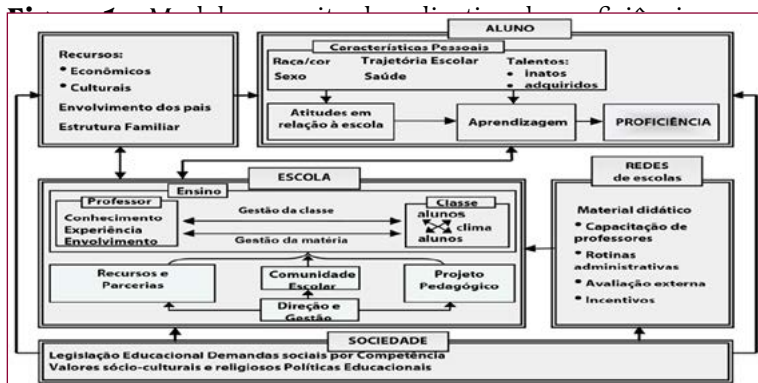 ALUNO
Características Pessoais
Raça/cor Trajetória Escolar Talentos:
Sexo Saúde • inatos
• adquiridos
Atitudes em relação à escola
Aprendizagem
PROFICIÊNCIA
Recursos:
• Econômicos
• Culturais
Envolvimento dos pais
Estrutura Familiar
ESCOLA
Ensino
Professor
Conhecimento
Experiência
Envolvimento
Gestão da classe
Gestão da matéria
Classe
alunos
clima
alunos
Recursos e
Parcerias
Comunidade
Escolar
Projeto
Pedagógico
Direção e
Gestão
REDES
de escolas
Material didático
• Capacitação de
professores
• Rotinas
administrativas
• Avaliação externa
• Incentivos
SOCIEDADE
Legislação Educacional Demandas sociais por Competência
Valores sócio-culturais e religiosos Políticas Educacionais